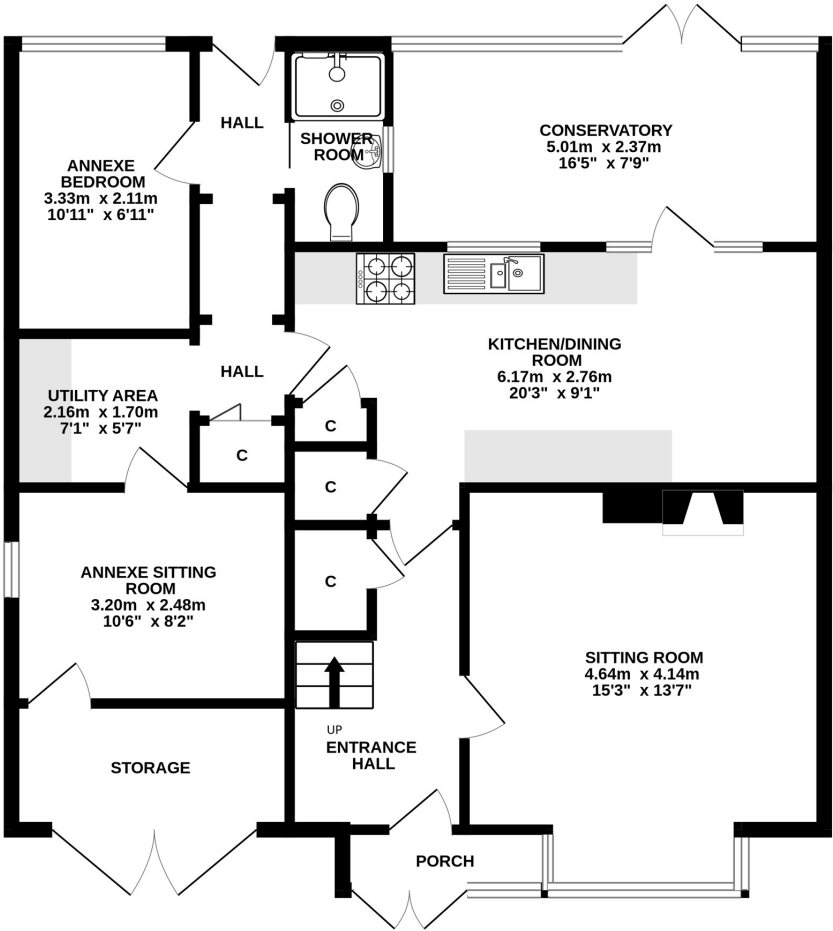 HALL
SHOWER
ROOM
CONSERVATORY
5.01m x 2.37m
16'5" x 7'9"
ANNEXE
BEDROOM
3.33m x 2.11m
10'11" x 6'11"
KITCHEN/DINING
ROOM
6.17m x 2.76m
20'3" x 9'1"
HALL
UTILITY AREA
2.16m x 1.70m
7'1" x 5'7"
C
C
C
C
ANNEXE SITTING
ROOM
3.20m x 2.48m
10'6" x 8'2"
SITTING ROOM
4.64m x 4.14m
15'3" x 13'7"
UP
ENTRANCE
HALL
STORAGE
PORCH